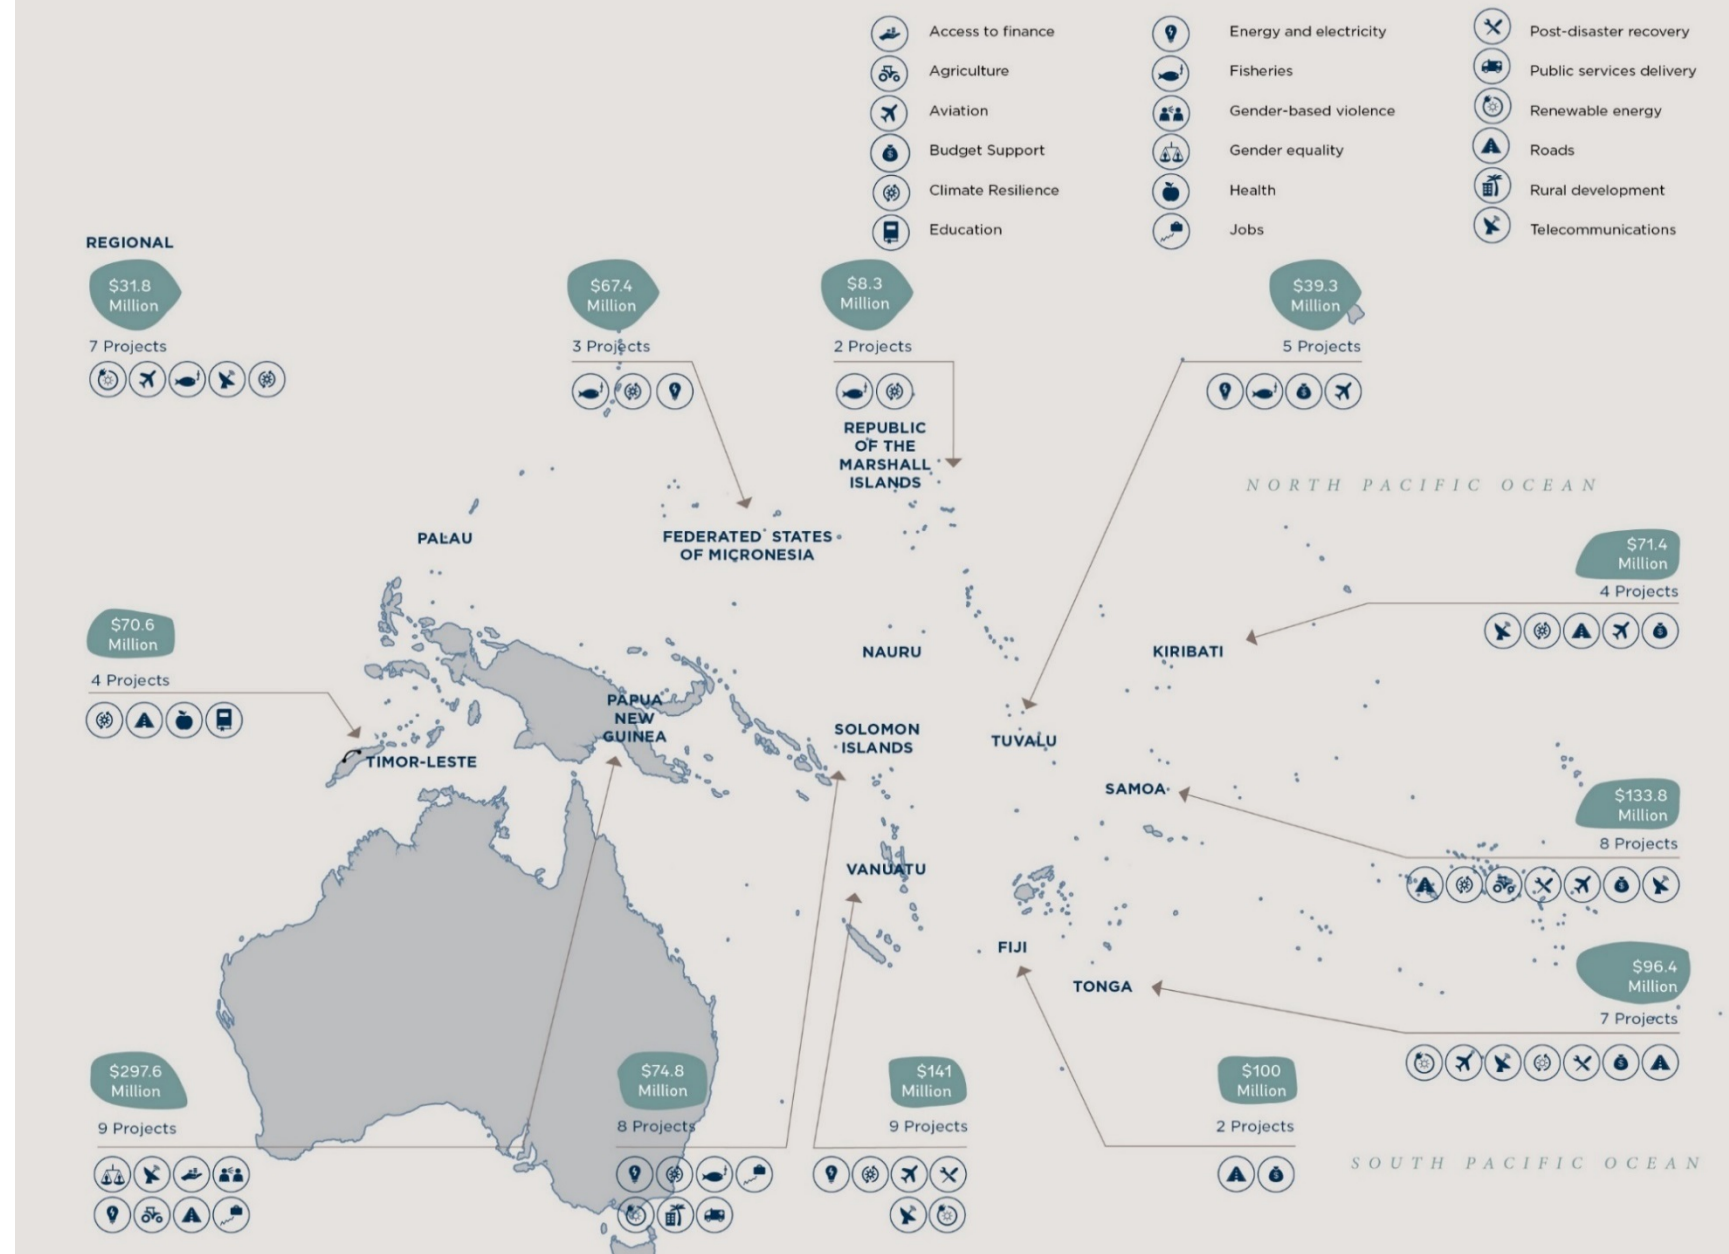 Access to finance
Agriculture
Aviation
Budget Support
Climate Resilience
Education
Energy and electricity
Fisheries
Gender-based violence
Gender equality
Health
Jobs
Post-disaster recovery
Public services delivery
Renewable energy
Roads
Rural development
Telecommunications
REGIONAL
$31.8
Million
7 Projects
$67.4
Million
3 Projects
$8.3
Million
2 Projects
$39.3
Million
5 Projects
REPUBLIC
OF THE
MARSHALL
ISLANDS
NORTH PACIFIC OCEAN
PALAU
FEDERATED STATES
OF MICRONESIA
$71.4
Million
4 Projects
$70.6
Million
4 Projects
NAURU
KIRIBATI
PAPUA
NEW
GUINEA
SOLOMON
ISLANDS
TUVALU
TIMOR-LESTE
SAMOA
$133.8
Million
8 Projects
VANUATU
FIJI
TONGA
$96.4
Million
7 Projects
$297.6
Million
9 Projects
$74.8
Million
8 Projects
$141
Million
9 Projects
$100
Million
2 Projects
SOUTH PACIFIC OCEAN